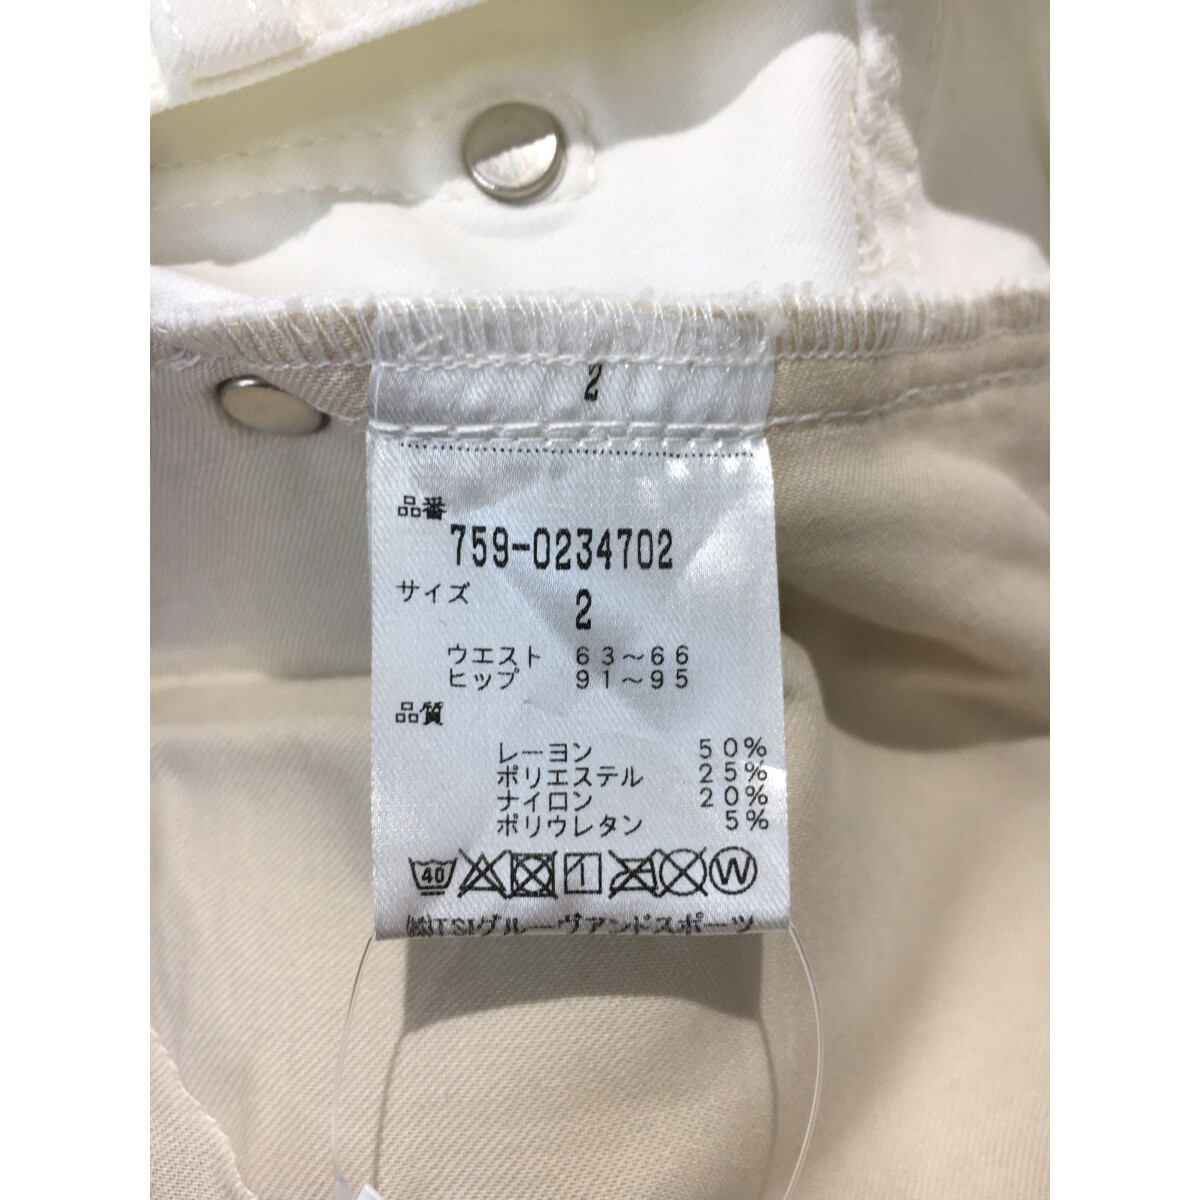 2
品番
759-0234702
サイズ
2
ウエスト 63～66
ヒップ 91～95
品質
レーヨン 50%
ポリエステル 25%
ナイロン 20%
ポリウレタン 5%
40 W
㈱TSIグルーヴアンドスポーツ